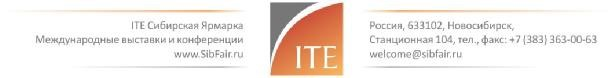 ITE Сибирская Ярмарка
Международные выставки и конференции
www.SibFair.ru
ITE
Россия, 633102, Новосибирск,
Станционная 104, тел., факс: +7 (383) 363-00-63
welcome@sibfair.ru